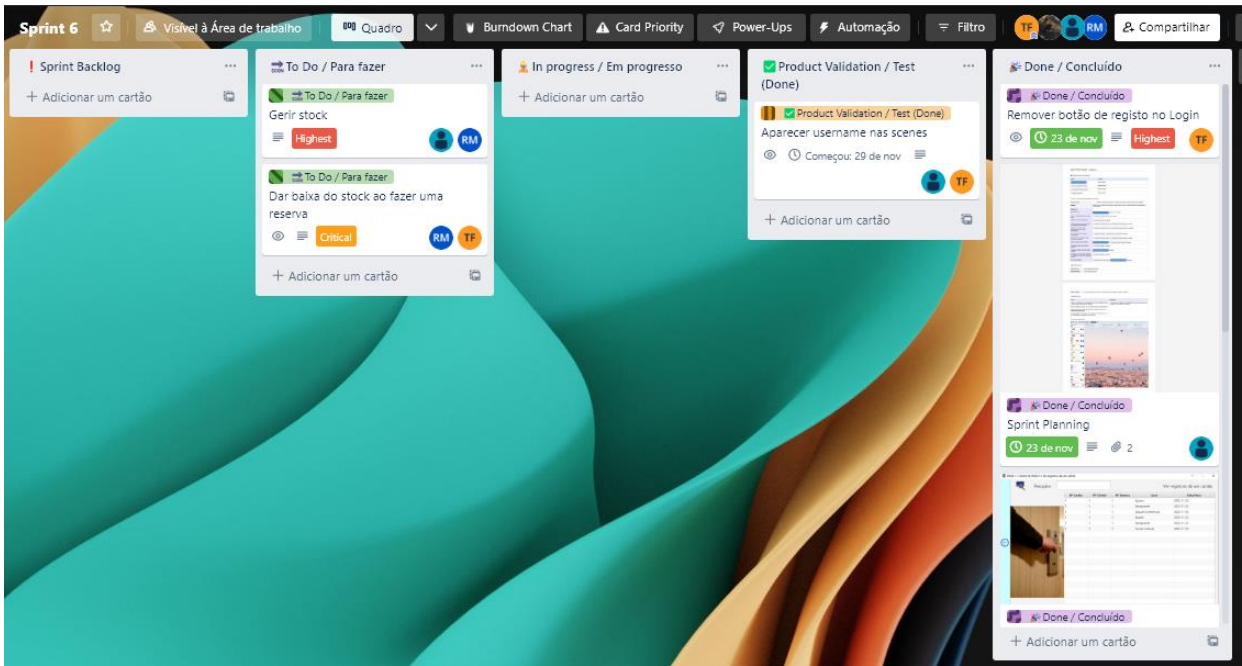 Sprint 6
Visível à Área de trabalho
Quadro
Burndown Chart
Card Priority
Power-Ups
Automação
Filtro
TF
RM
Compartilhar
Sprint Backlog
+ Adicionar um cartão
To Do / Para fazer
To Do / Para fazer
Gerir stock
Highest
RM
To Do / Para fazer
Dar baixa do stock ao fazer uma
reserva
Critical
RM
TF
+ Adicionar um cartão
In progress / Em progresso
+ Adicionar um cartão
Product Validation / Test
(Done)
Product Validation / Test (Done)
Aparecer username nas scenes
Começou: 29 de nov
TF
+ Adicionar um cartão
Done / Concluído
Done / Concluído
Remover botão de registo no Login
23 de nov
Highest
TF
Done / Concluído
Sprint Planning
23 de nov
2
Done / Concluído
+ Adicionar um cartão